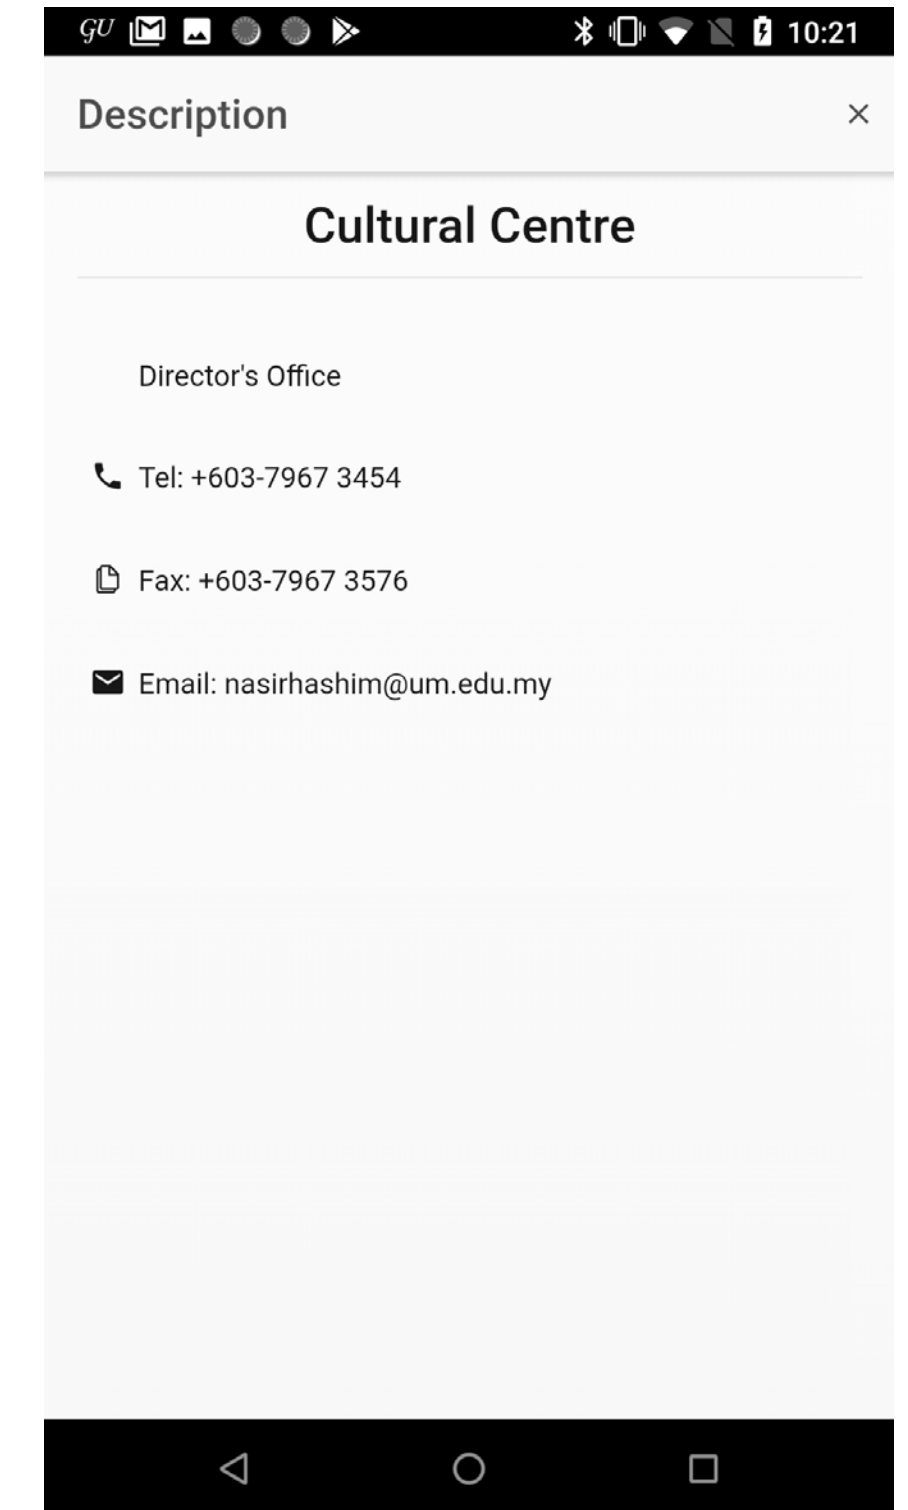 GU 10:21
Description
Cultural Centre
Director's Office
Tel: +603-7967 3454
Fax: +603-7967 3576
Email: nasirhashim@um.edu.my